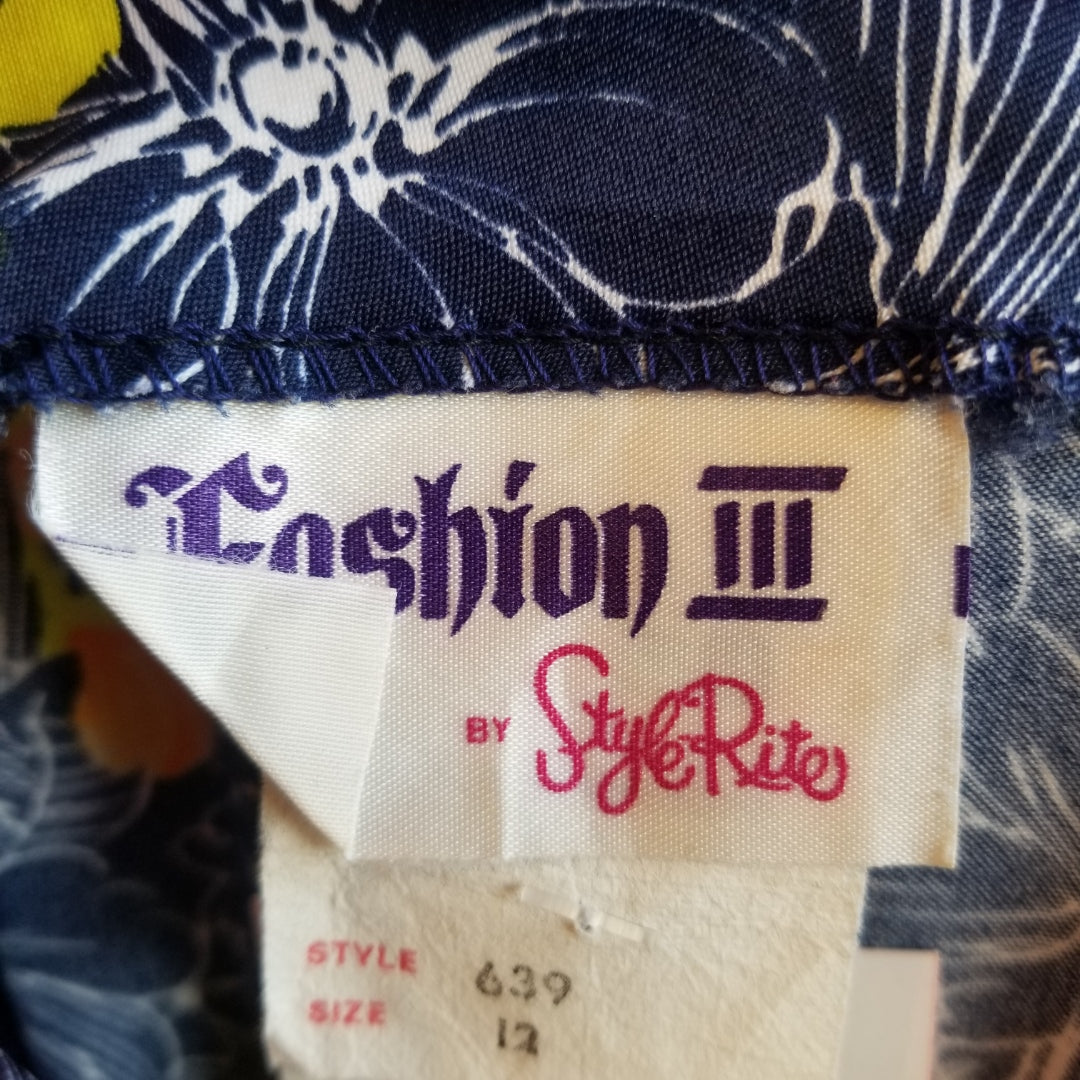 Fashion III
BY StyleRite
STYLE 639
SIZE 12